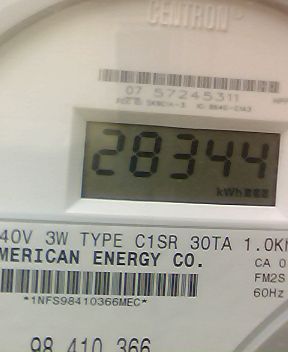 CENTRON®
07 57245311
28344
kWh
40V 3W TYPE C1SR 30TA 1.0K
MERICAN ENERGY CO.
CA 0
FM2S
60Hz
*1NFS98410366MEC*
98 410 366